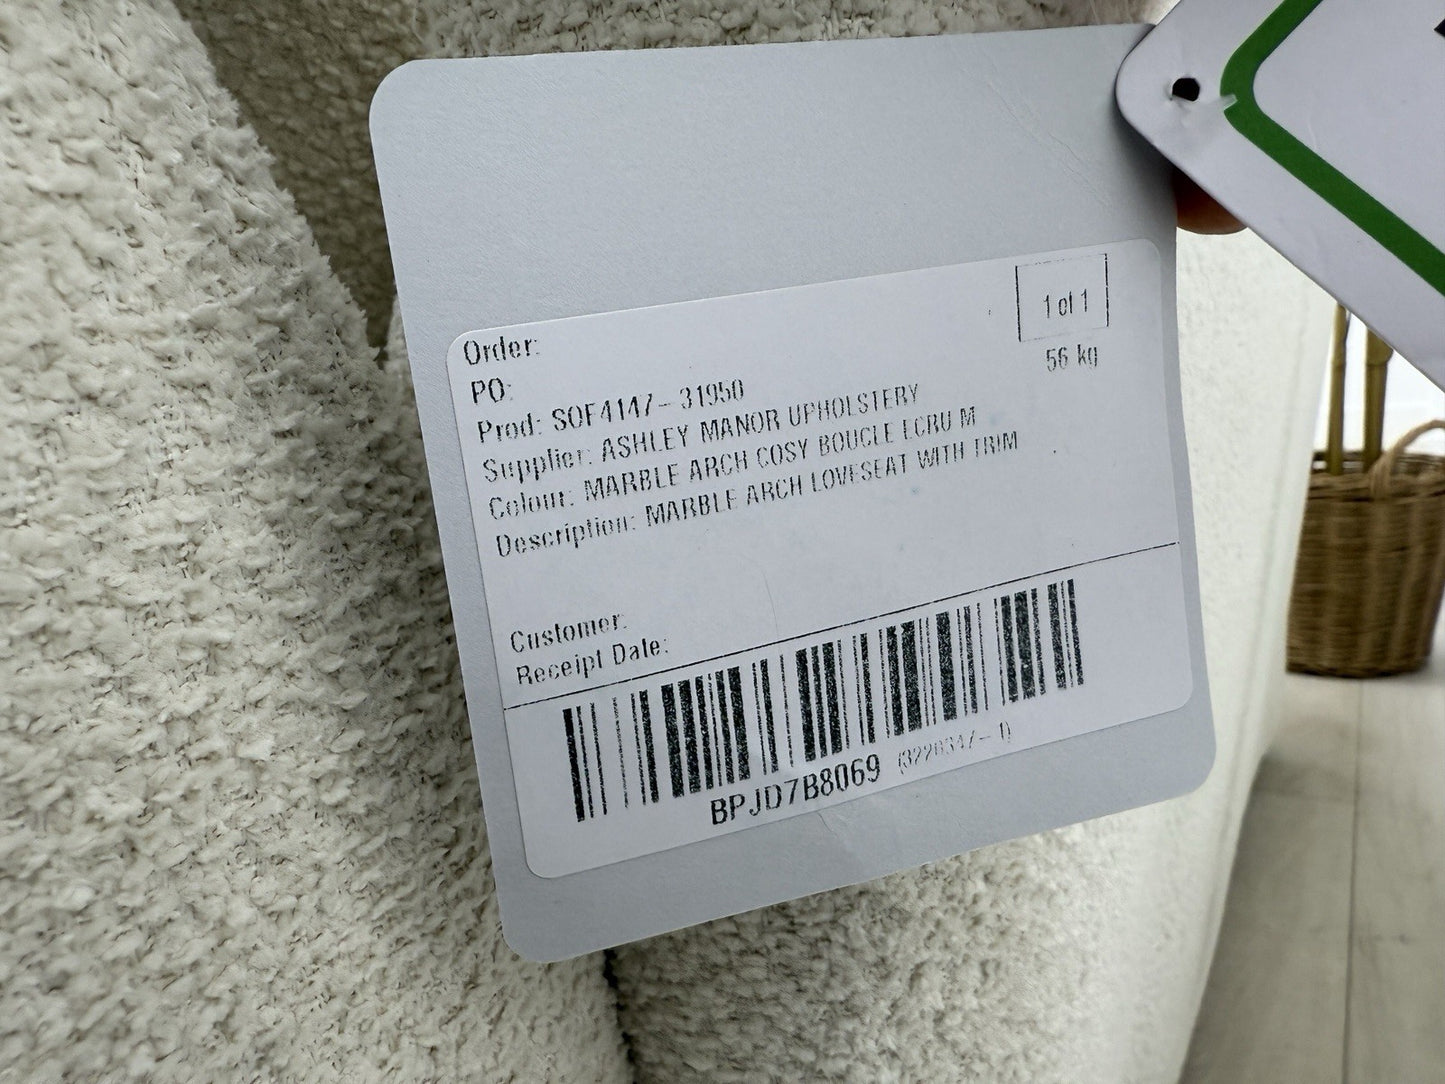 1 of 1
56 kg
Order:
PO:
Prod: SOF4147-31950
Supplier: ASHLEY MANOR UPHOLSTERY
Colour: MARBLE ARCH COSY BOUCLE ECRU M
Description: MARBLE ARCH LOVESEAT WITH TRIM
Customer:
Receipt Date:
BPJD7B8069